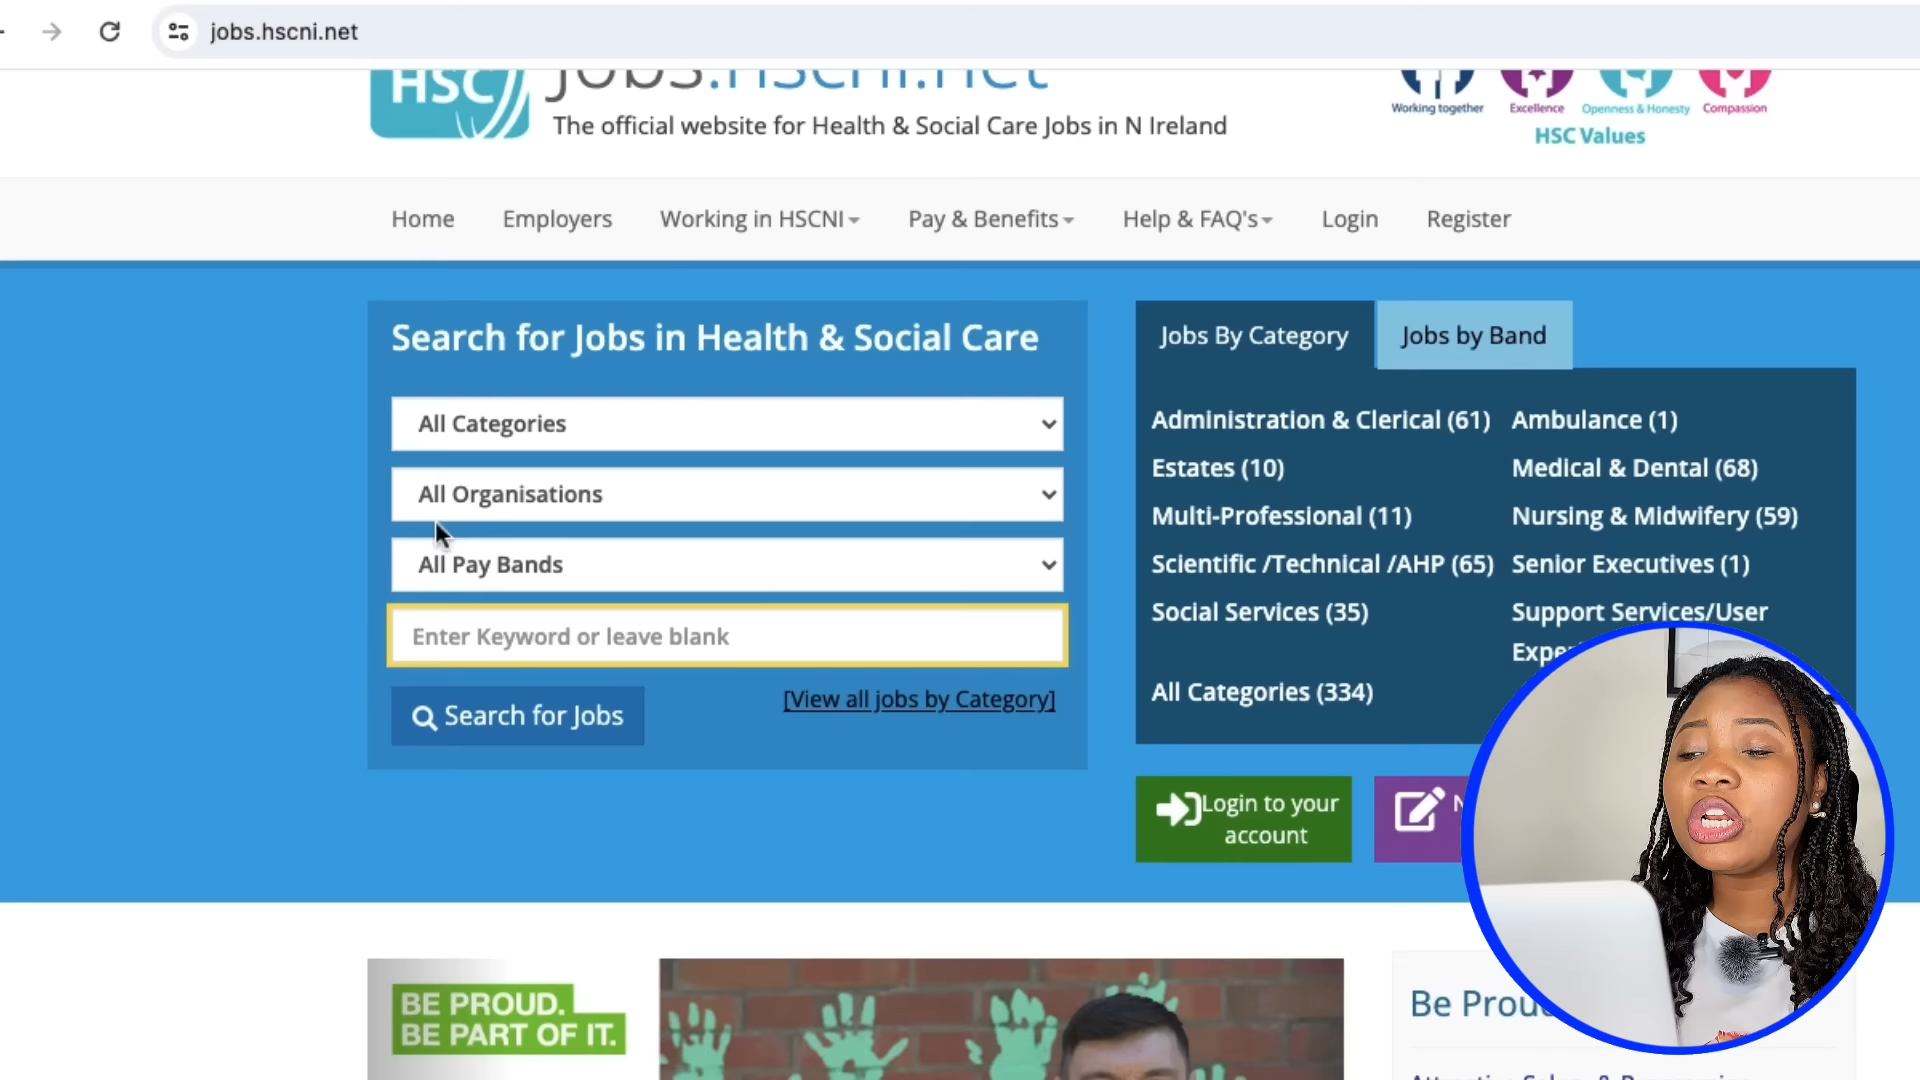 jobs.hscni.net
HSC
jobs.hscni.net
The official website for Health & Social Care Jobs in N Ireland
Working together
Excellence
Openness & Honesty
Compassion
HSC Values
Home
Employers
Working in HSCNI
Pay & Benefits
Help & FAQ's
Login
Register
Search for Jobs in Health & Social Care
All Categories
All Organisations
All Pay Bands
Enter Keyword or leave blank
Search for Jobs
[View all jobs by Category]
Jobs By Category
Jobs by Band
Administration & Clerical (61)
Ambulance (1)
Estates (10)
Medical & Dental (68)
Multi-Professional (11)
Nursing & Midwifery (59)
Scientific /Technical /AHP (65)
Senior Executives (1)
Social Services (35)
Support Services/User
All Categories (334)
Login to your
account
BE PROUD.
BE PART OF IT.
Be